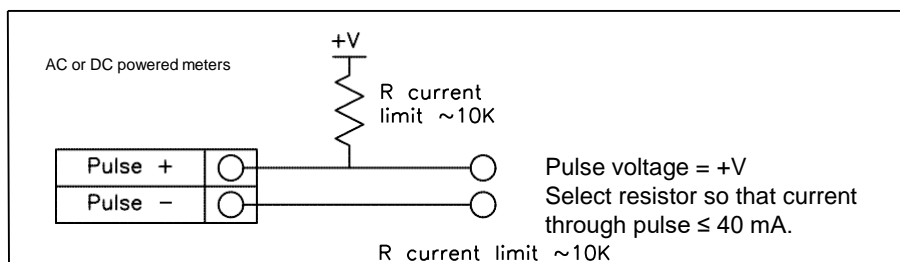 +V
AC or DC powered meters
R current
limit ~10K
Pulse +
Pulse –
Pulse voltage = +V
Select resistor so that current
through pulse ≤ 40 mA.
R current limit ~10K